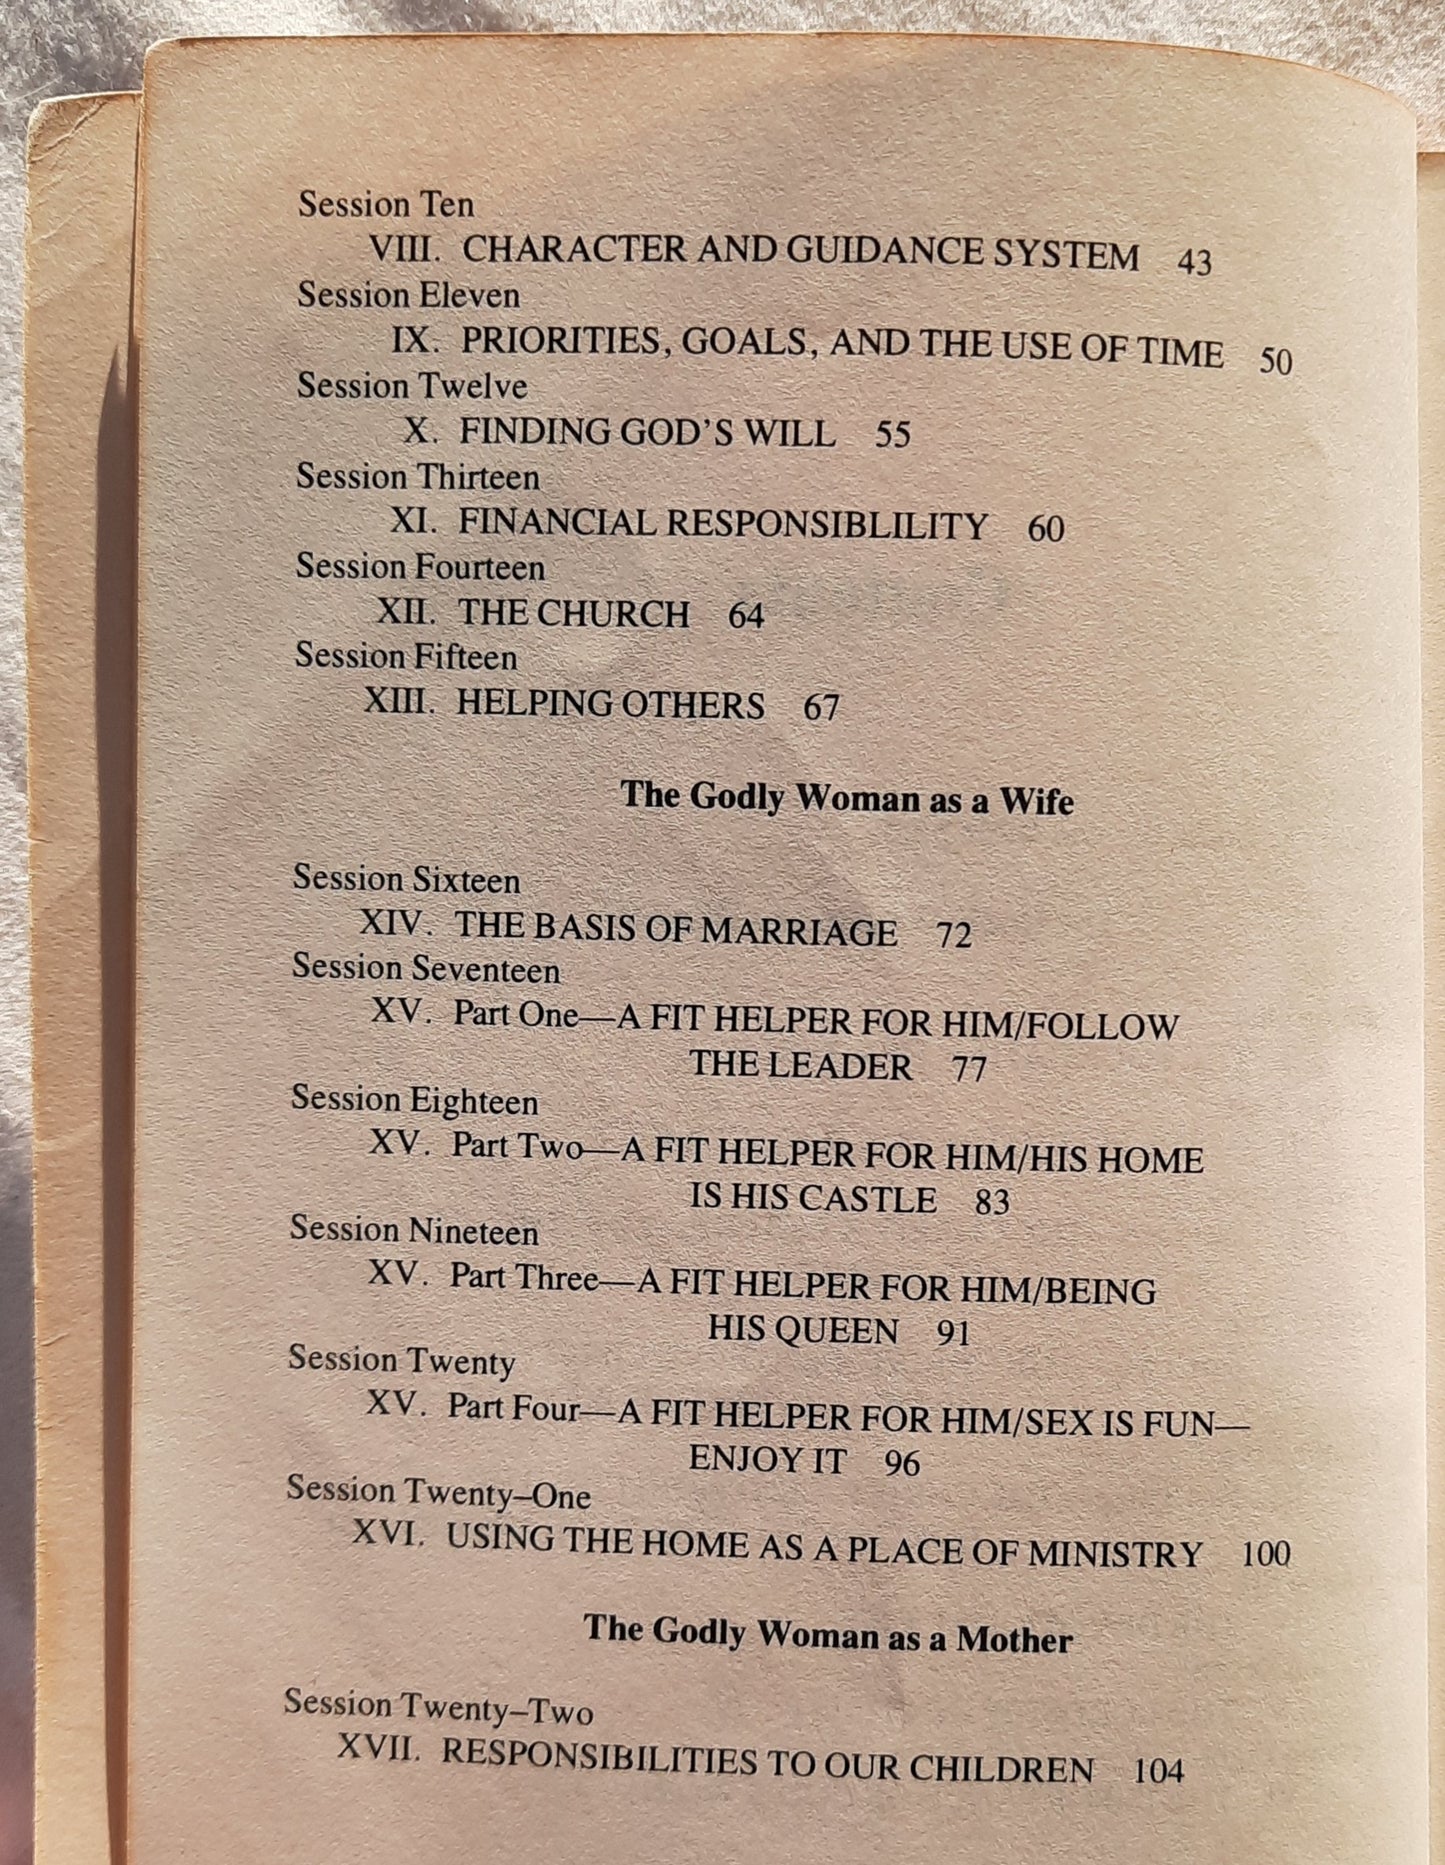 Session Ten
VIII. CHARACTER AND GUIDANCE SYSTEM 43
Session Eleven
IX. PRIORITIES, GOALS, AND THE USE OF TIME 50
Session Twelve
X. FINDING GOD'S WILL 55
Session Thirteen
XI. FINANCIAL RESPONSIBLILITY 60
Session Fourteen
XII. THE CHURCH 64
Session Fifteen
XIII. HELPING OTHERS 67
The Godly Woman as a Wife
Session Sixteen
XIV. THE BASIS OF MARRIAGE 72
Session Seventeen
XV. Part One—A FIT HELPER FOR HIM/FOLLOW
THE LEADER 77
Session Eighteen
XV. Part Two—A FIT HELPER FOR HIM/HIS HOME
IS HIS CASTLE 83
Session Nineteen
XV. Part Three—A FIT HELPER FOR HIM/BEING
HIS QUEEN 91
Session Twenty
XV. Part Four—A FIT HELPER FOR HIM/SEX IS FUN—
ENJOY IT 96
Session Twenty–One
XVI. USING THE HOME AS A PLACE OF MINISTRY 100
The Godly Woman as a Mother
Session Twenty–Two
XVII. RESPONSIBILITIES TO OUR CHILDREN 104